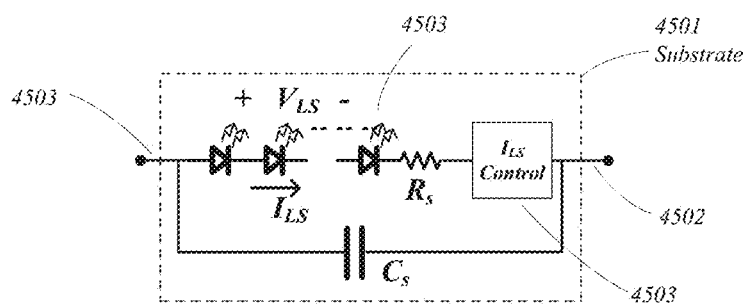 4503
4501
Substrate
4503
+ V_LS -
I_LS
Control
I_LS
R_s
4502
C_s
4503